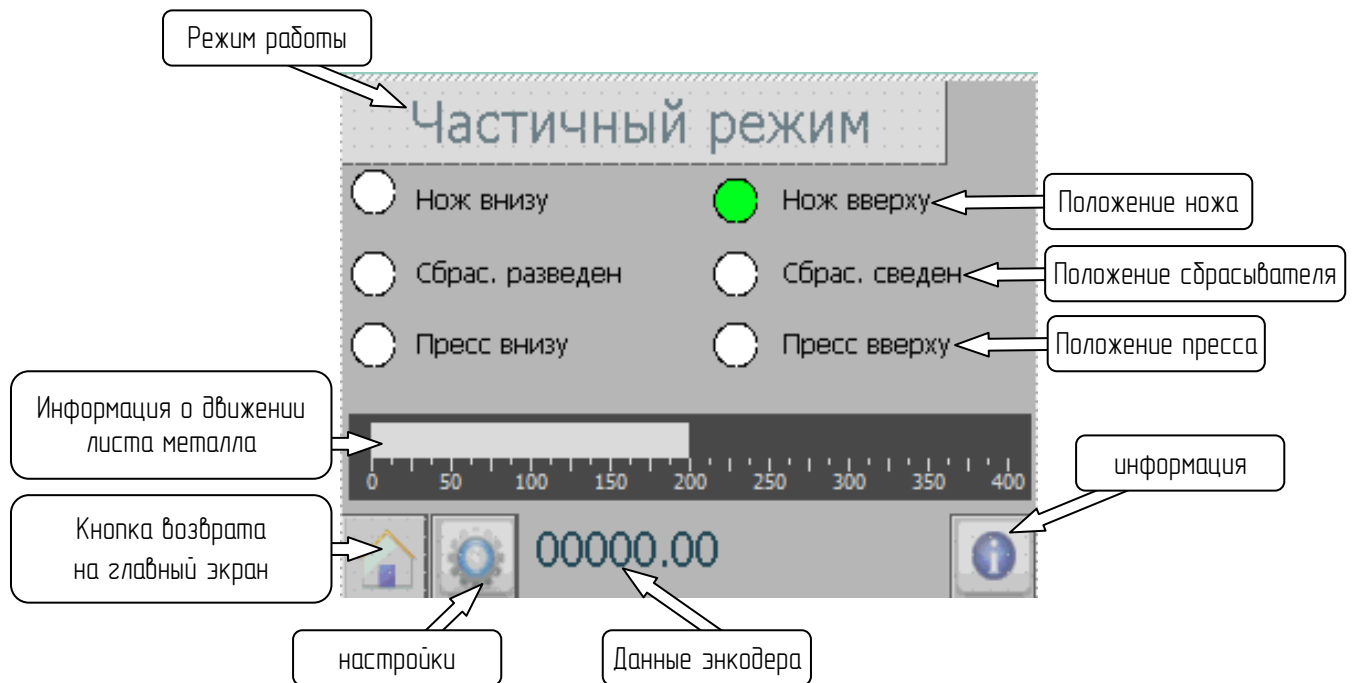 Режим работы
Частичный режим
Нож внизу
Нож вверху
Положение ножа
Сбрас. разведен
Сбрас. сведен
Положение сбрасывателя
Пресс внизу
Пресс вверху
Положение пресса
Информация о движении
листа металла
0 50 100 150 200 250 300 350 400
информация
Кнопка возврата
на главный экран
00000.00
настройки
Данные энкодера